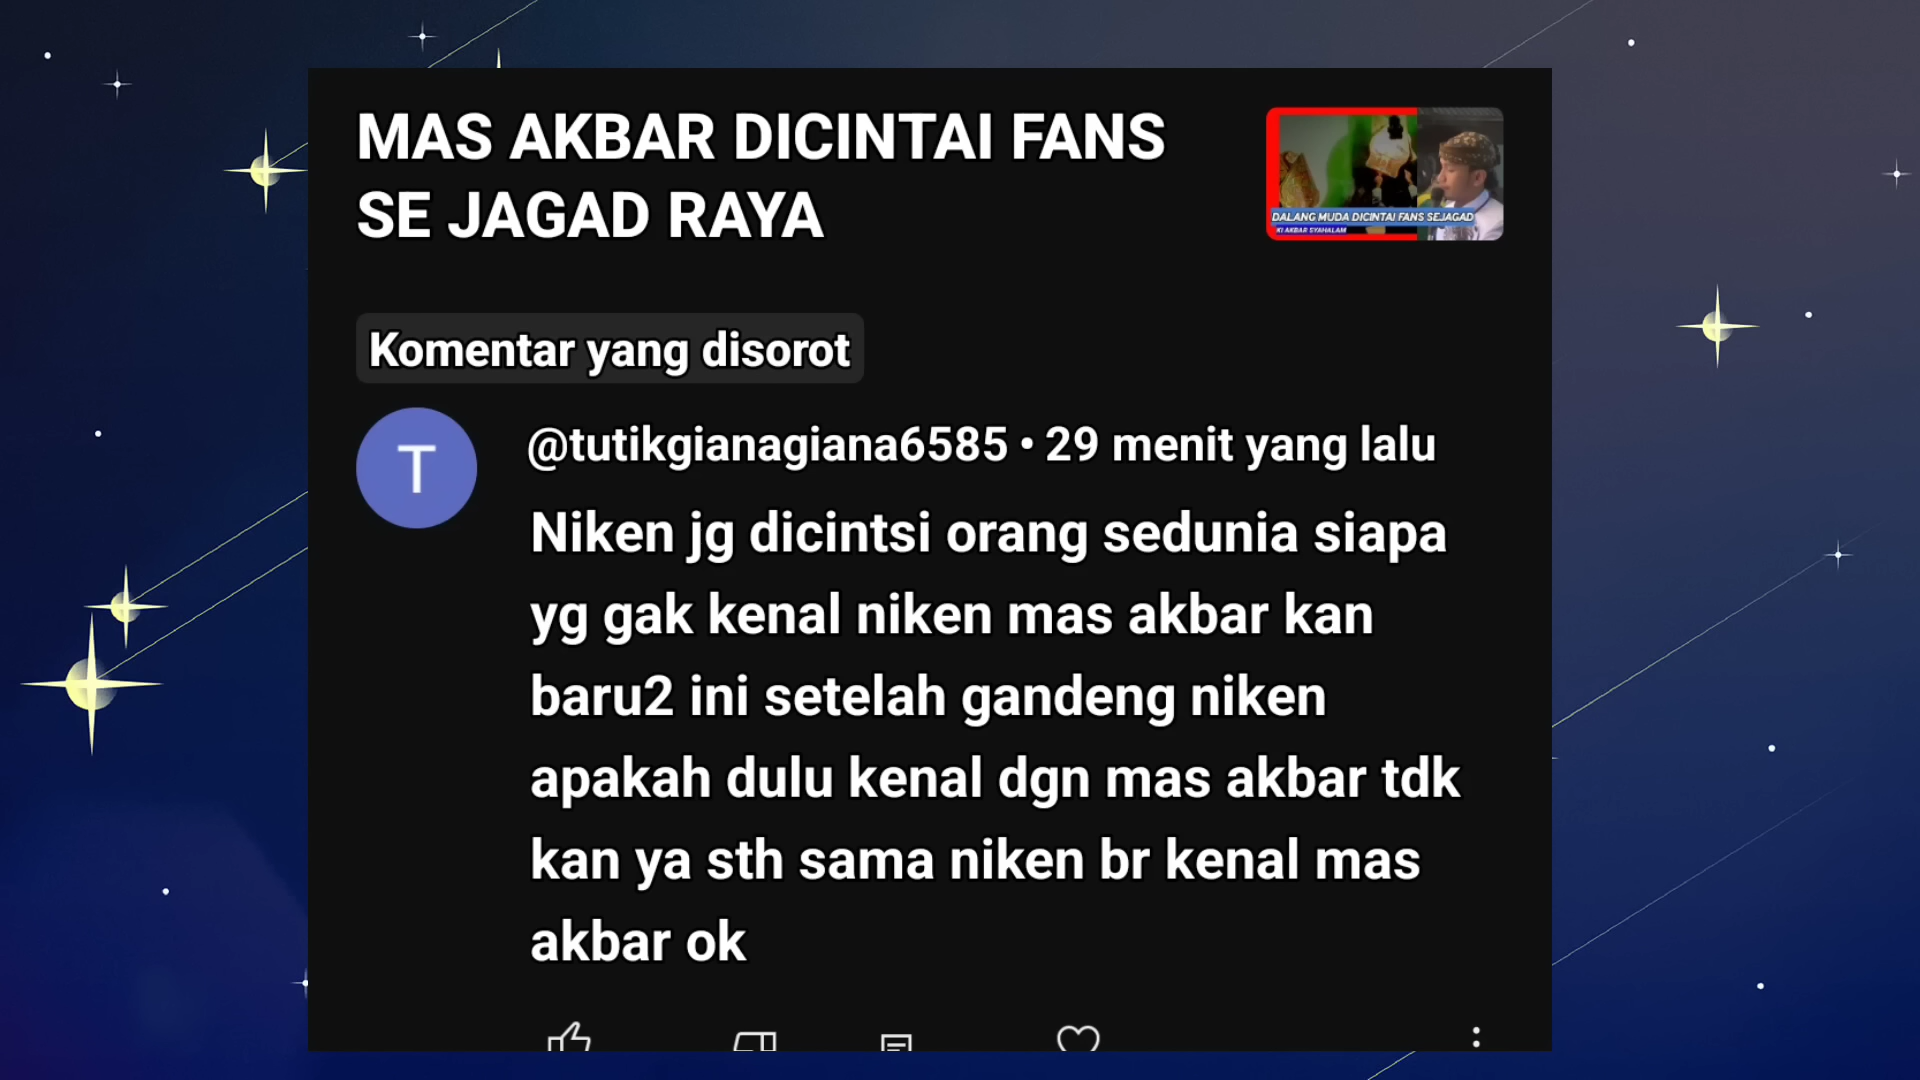 MAS AKBAR DICINTAI FANS
SE JAGAD RAYA
DALANG MUDA DICINTAI FANS SEJAGAD
KI AKBAR SYAHALAM
Komentar yang disorot
T
@tutikgianagiana6585 • 29 menit yang lalu
Niken jg dicintsi orang sedunia siapa
yg gak kenal niken mas akbar kan
baru2 ini setelah gandeng niken
apakah dulu kenal dgn mas akbar tdk
kan ya sth sama niken br kenal mas
akbar ok